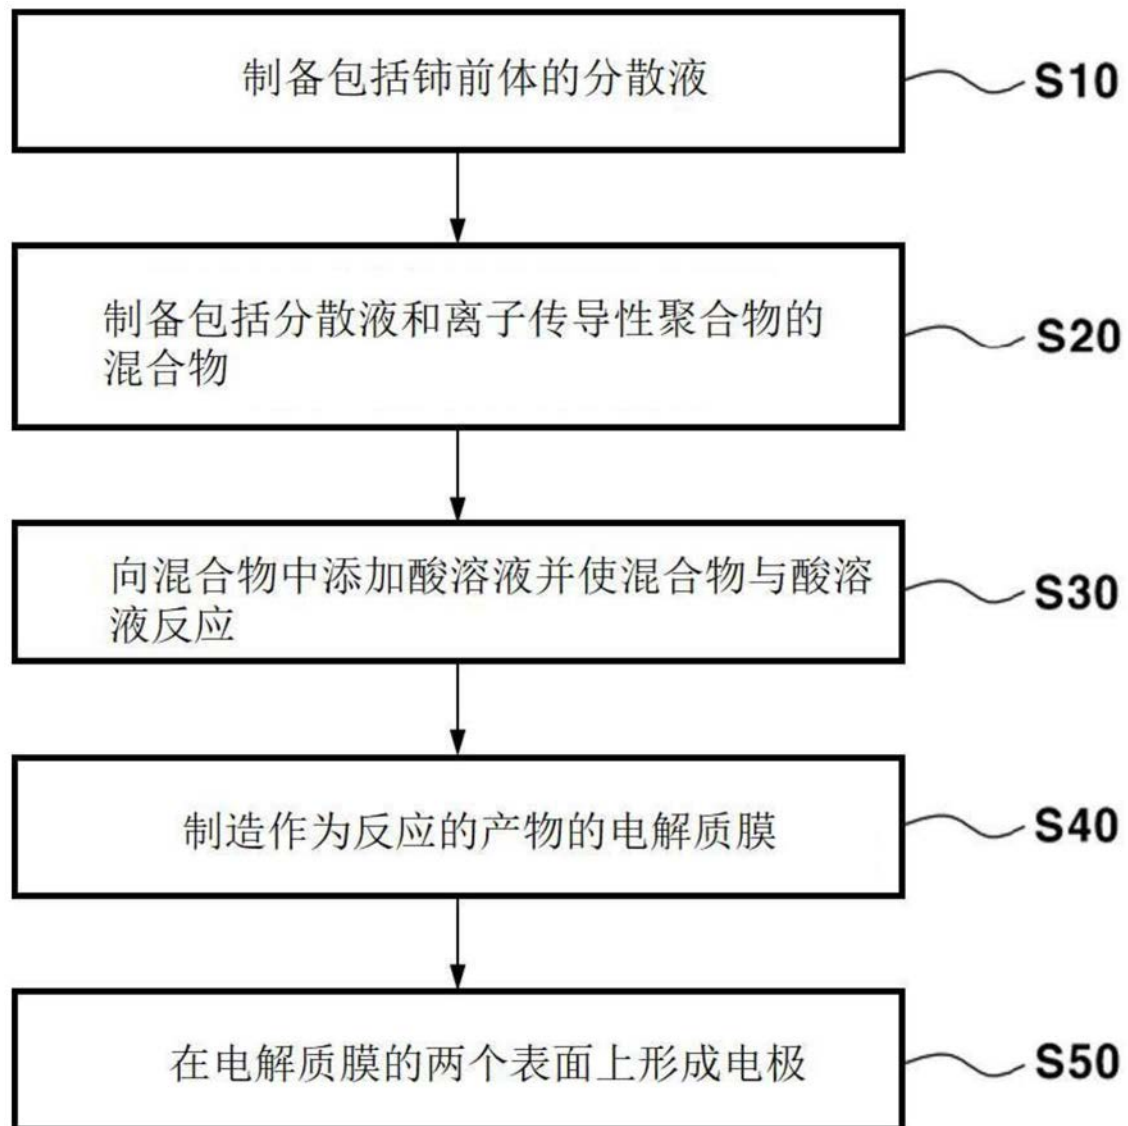 制备包括铈前体的分散液
S10
制备包括分散液和离子传导性聚合物的
混合物
S20
向混合物中添加酸溶液并使混合物与酸溶
液反应
S30
制造作为反应的产物的电解质膜
S40
在电解质膜的两个表面上形成电极
S50